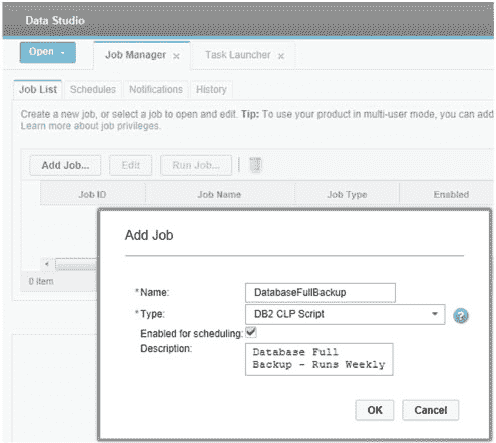 Data Studio
Open
Job Manager
Task Launcher
Job List Schedules Notifications History
Create a new job, or select a job to open and edit. Tip: To use your product in multi-user mode, you can add
Learn more about job privileges.
Add Job... Edit Run Job...
Job ID Job Name Job Type Enabled
0 item
Add Job
*Name: DatabaseFullBackup
*Type: DB2 CLP Script
Enabled for scheduling:
Description: Database Full
Backup - Runs Weekly
OK Cancel